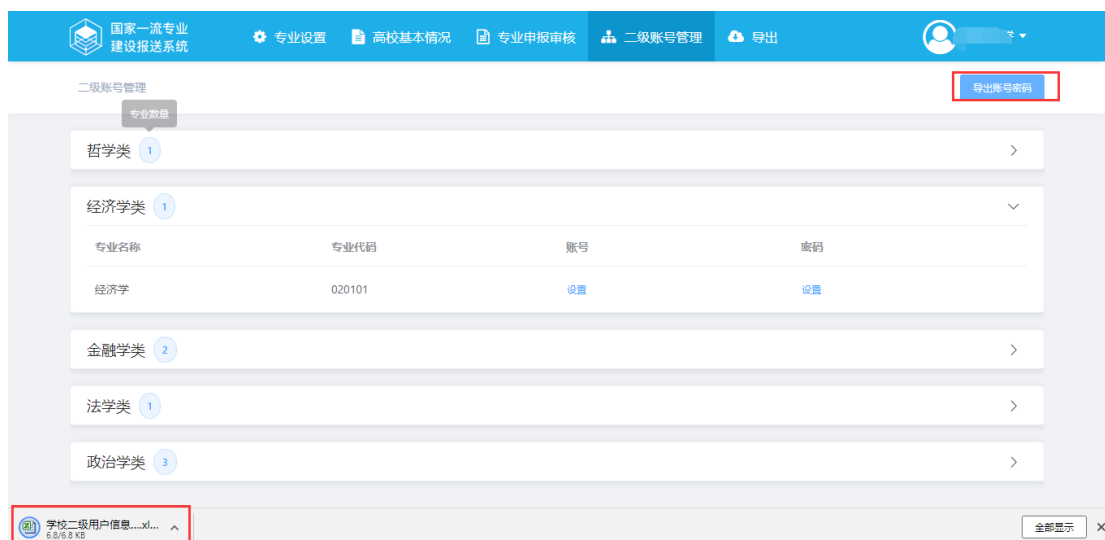 国家一流专业
建设报送系统
专业设置
高校基本情况
专业申报审核
二级账号管理
导出
二级账号管理
导出账号密码
专业数量
哲学类 1
经济学类 1
专业名称 专业代码 账号 密码
经济学 020101 设置 设置
金融学类 2
法学类 1
政治学类 3
学校二级用户信息....xl...
6.8/6.8 KB
全部显示